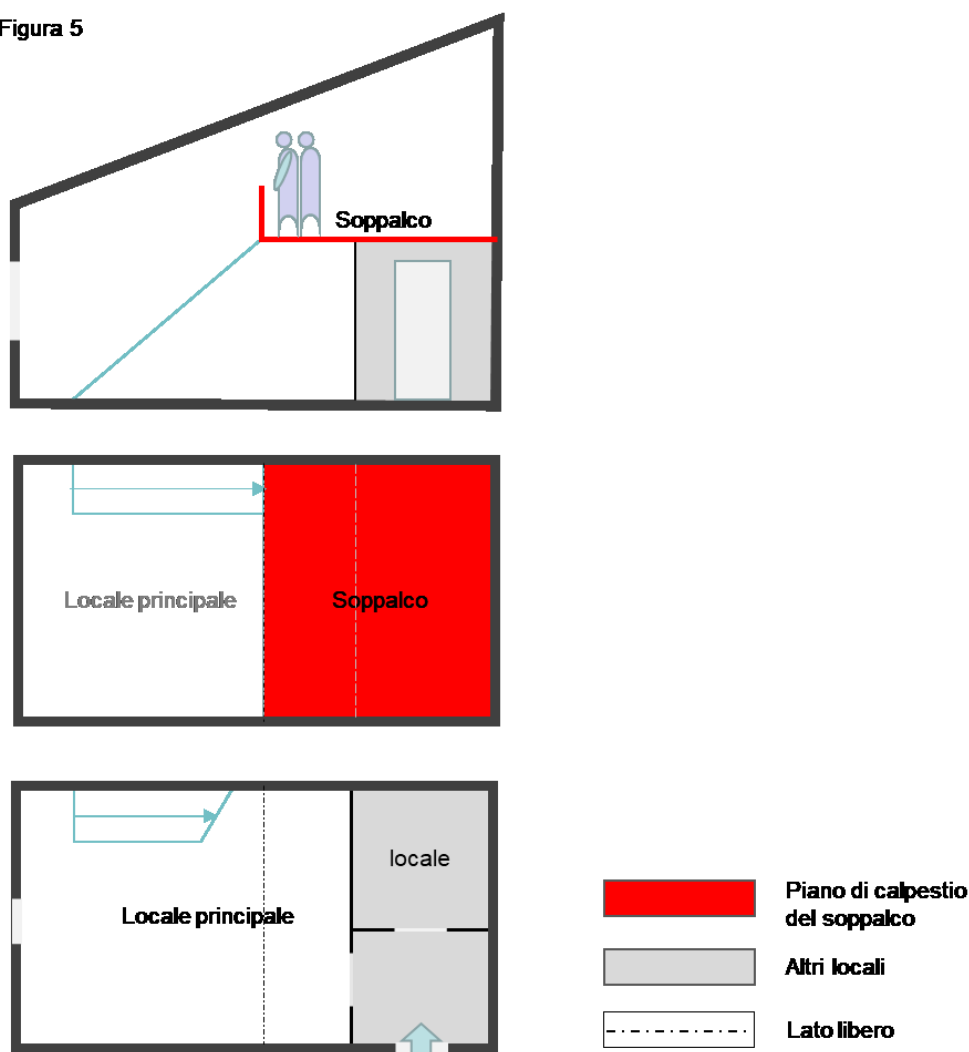 Figura 5
Soppalco
Locale principale
Soppalco
locale
Locale principale
Piano di calpestio
del soppalco
Altri locali
Lato libero